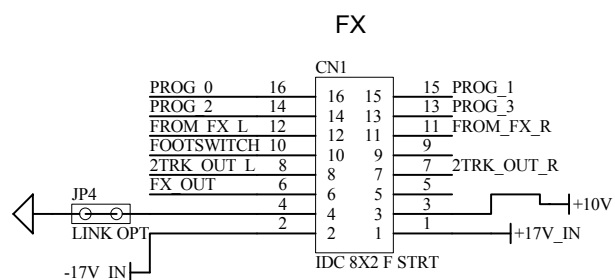 FX
CN1
PROG_0 16 16 15 15 PROG_1
PROG_2 14 14 13 13 PROG_3
FROM_FX_L 12 12 11 11 FROM_FX_R
FOOTSWITCH 10 10 9 9
2TRK_OUT_L 8 8 7 7 2TRK_OUT_R
FX_OUT 6 6 5 5
JP4 4 4 3 3 +10V
LINK OPT 2 2 1 1 +17V_IN
-17V_IN IDC 8X2 F STRT